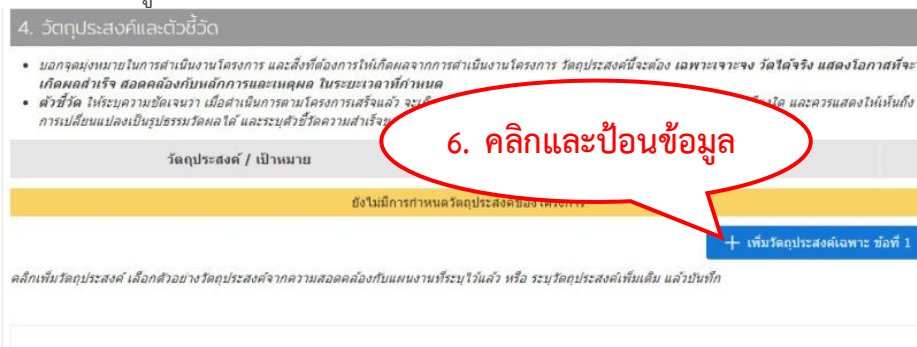 4. วัตถุประสงค์และตัวชี้วัด
• บอกจุดมุ่งหมายในการดำเนินงานโครงการ และสิ่งที่ต้องการให้เกิดผลจากการดำเนินงานโครงการ วัตถุประสงค์นี้จะต้อง เฉพาะเจาะจง วัดได้จริง แสดงโอกาสที่จะ
เกิดผลสำเร็จ สอดคล้องกับหลักการและเหตุผล ในระยะเวลาที่กำหนด
• ตัวชี้วัด ให้ระบุความชัดเจนว่า เมื่อดำเนินการตามโครงการเสร็จแล้ว และควรแสดงให้เห็นถึง
การเปลี่ยนแปลงเป็นรูปธรรมวัดผลได้ และระบุตัวชี้วัดความสำเร็จ
6. คลิกและป้อนข้อมูล
วัตถุประสงค์ / เป้าหมาย
ยังไม่มีการกำหนดวัตถุประสงค์ของโครงการ
+ เพิ่มวัตถุประสงค์เฉพาะ ข้อที่ 1
คลิกเพิ่มวัตถุประสงค์ เลือกตัวอย่างวัตถุประสงค์จากความสอดคล้องกับแผนงานที่ระบุไว้แล้ว หรือ ระบุวัตถุประสงค์เพิ่มเติม แล้วบันทึก